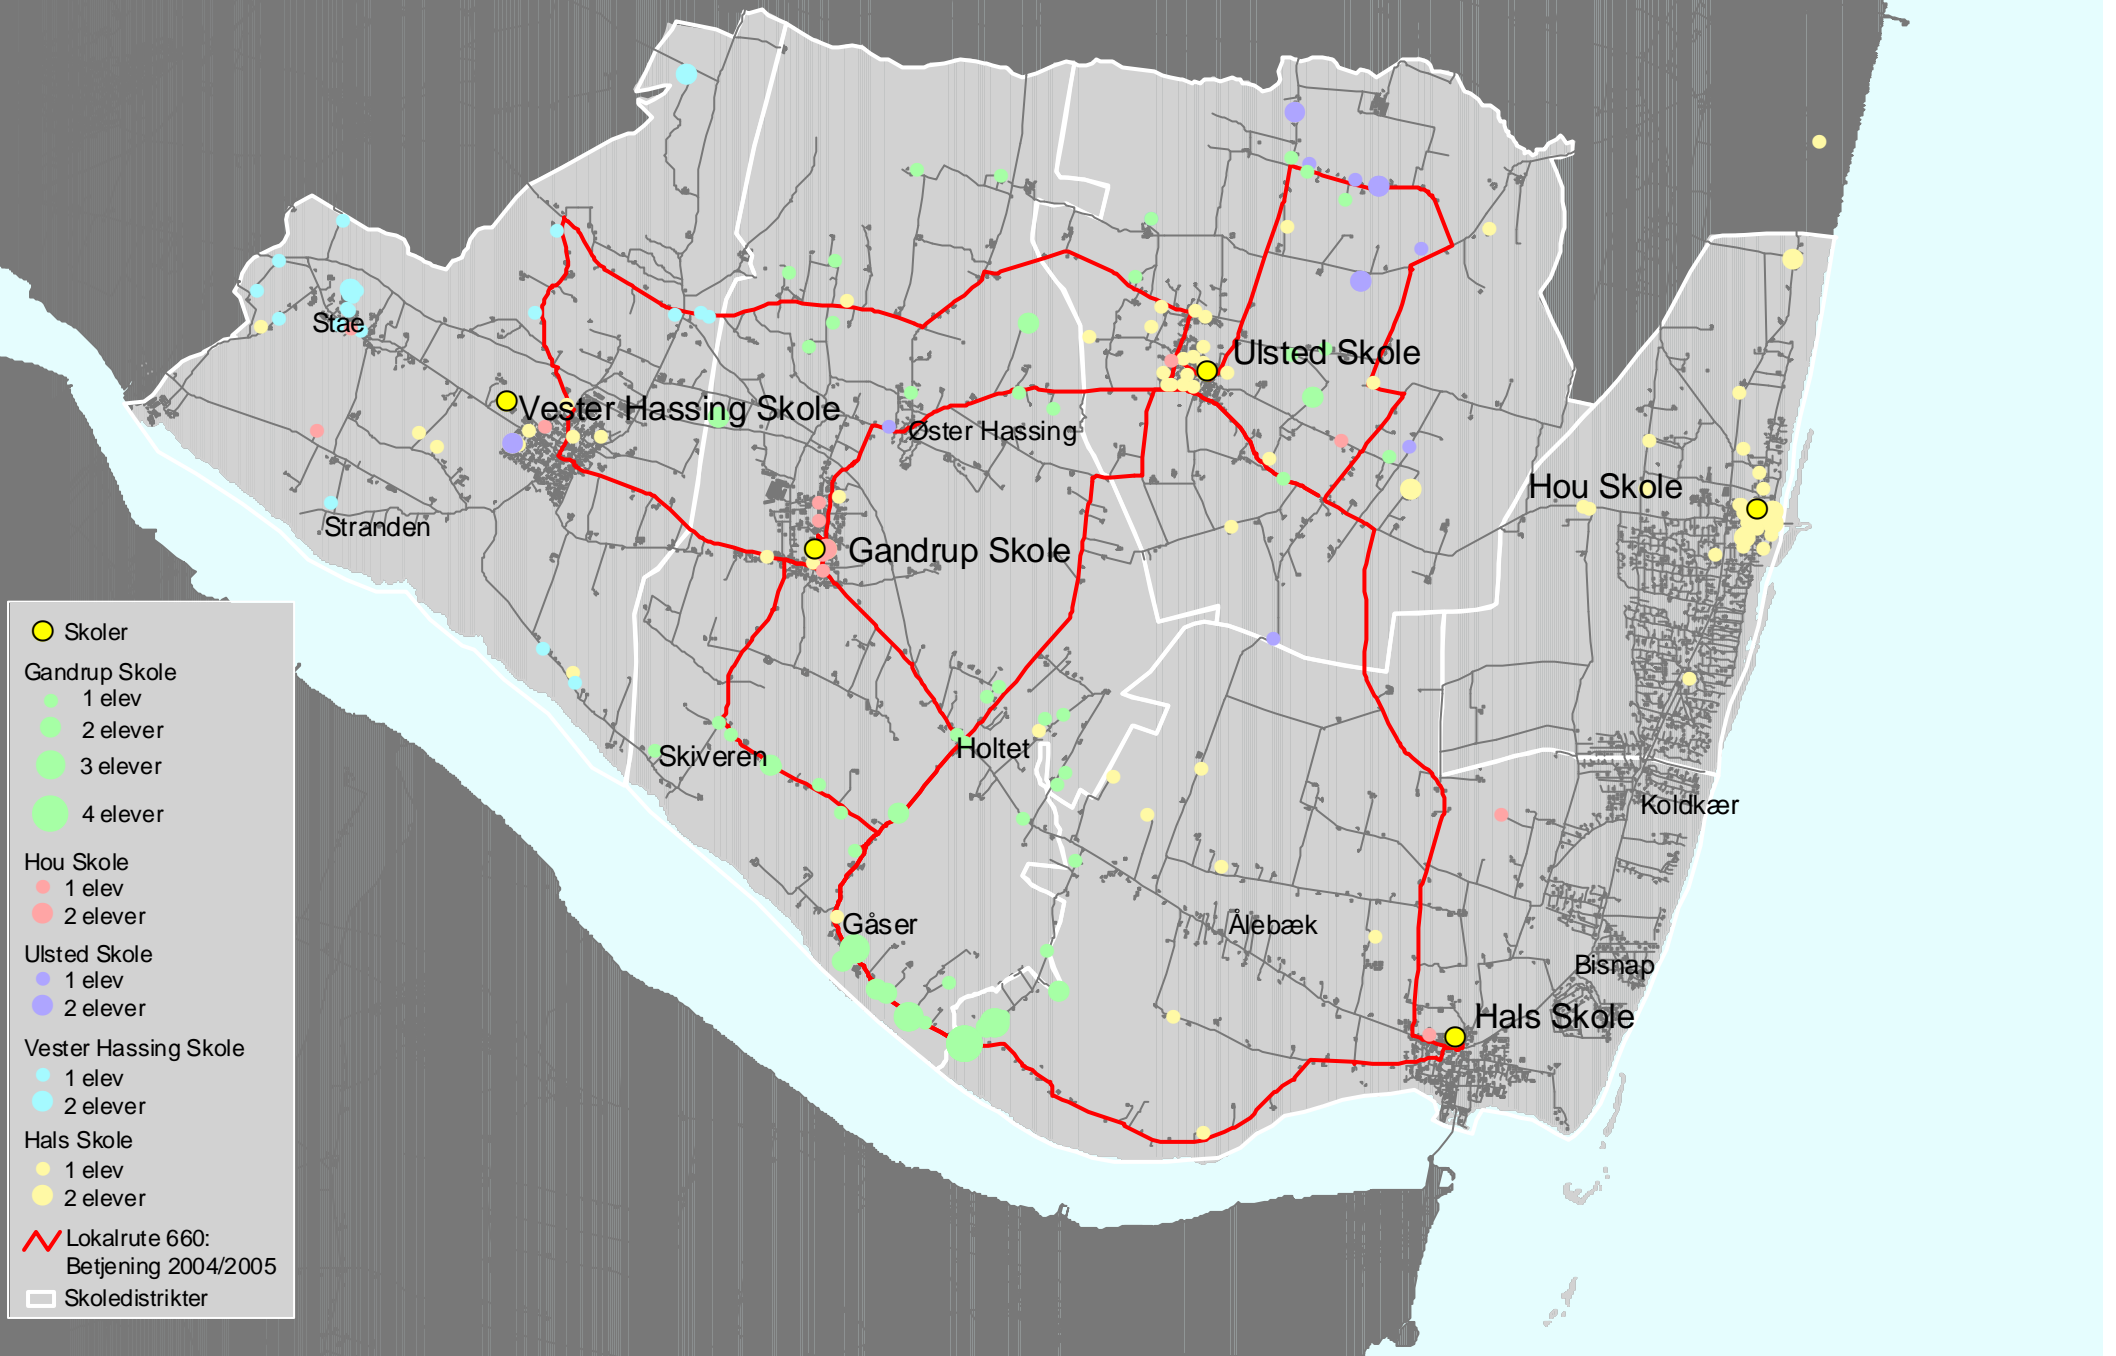 Ulsted Skole
Stae
Vester Hassing Skole
Øster Hassing
Hou Skole
Stranden
Gandrup Skole
Skiveren
Holtet
Koldkær
Gåser
Ålebæk
Bisnap
Hals Skole
Skoler
Gandrup Skole
1 elev
2 elever
3 elever
4 elever
Hou Skole
1 elev
2 elever
Ulsted Skole
1 elev
2 elever
Vester Hassing Skole
1 elev
2 elever
Hals Skole
1 elev
2 elever
Lokalrute 660:
Betjening 2004/2005
Skoledistrikter